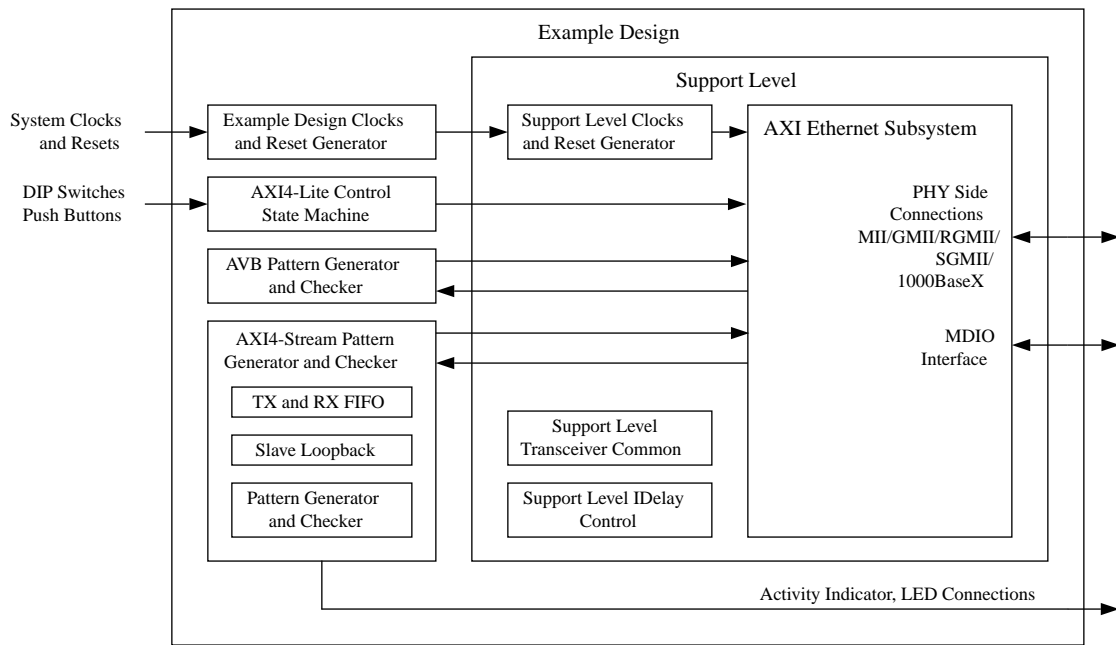 Example Design
Support Level
System Clocks
and Resets
Example Design Clocks
and Reset Generator
Support Level Clocks
and Reset Generator
AXI Ethernet Subsystem
DIP Switches
Push Buttons
AXI4-Lite Control
State Machine
PHY Side
Connections
MII/GMII/RGMII/
SGMII/
1000BaseX
AVB Pattern Generator
and Checker
AXI4-Stream Pattern
Generator and Checker
MDIO
Interface
TX and RX FIFO
Slave Loopback
Pattern Generator
and Checker
Support Level
Transceiver Common
Support Level IDelay
Control
Activity Indicator, LED Connections